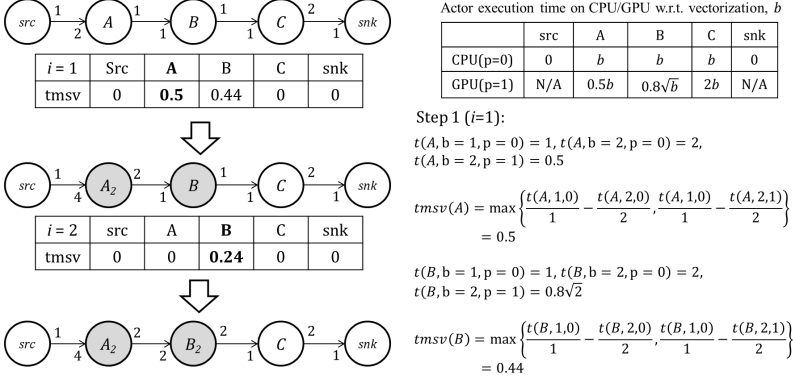 src 1 2 A 1 1 B 1 1 C 2 1 snk
i = 1 Src A B C snk
tmsv 0 0.5 0.44 0 0
src 1 4 A₂ 2 1 B 1 1 C 2 1 snk
i = 2 src A B C snk
tmsv 0 0 0.24 0 0
src 1 4 A₂ 2 2 B₂ 2 1 C 2 1 snk
Actor execution time on CPU/GPU w.r.t. vectorization, b
src A B C snk
CPU(p=0) 0 b b b 0
GPU(p=1) N/A 0.5b 0.8√b 2b N/A
Step 1 (i=1):
t(A, b = 1, p = 0) = 1, t(A, b = 2, p = 0) = 2,
t(A, b = 2, p = 1) = 0.5
tmsv(A) = max {t(A, 1,0)/1 − t(A, 2,0)/2, t(A, 1,0)/1 − t(A, 2,1)/2}
= 0.5
t(B, b = 1, p = 0) = 1, t(B, b = 2, p = 0) = 2,
t(B, b = 2, p = 1) = 0.8√2
tmsv(B) = max {t(B, 1,0)/1 − t(B, 2,0)/2, t(B, 1,0)/1 − t(B, 2,1)/2}
= 0.44